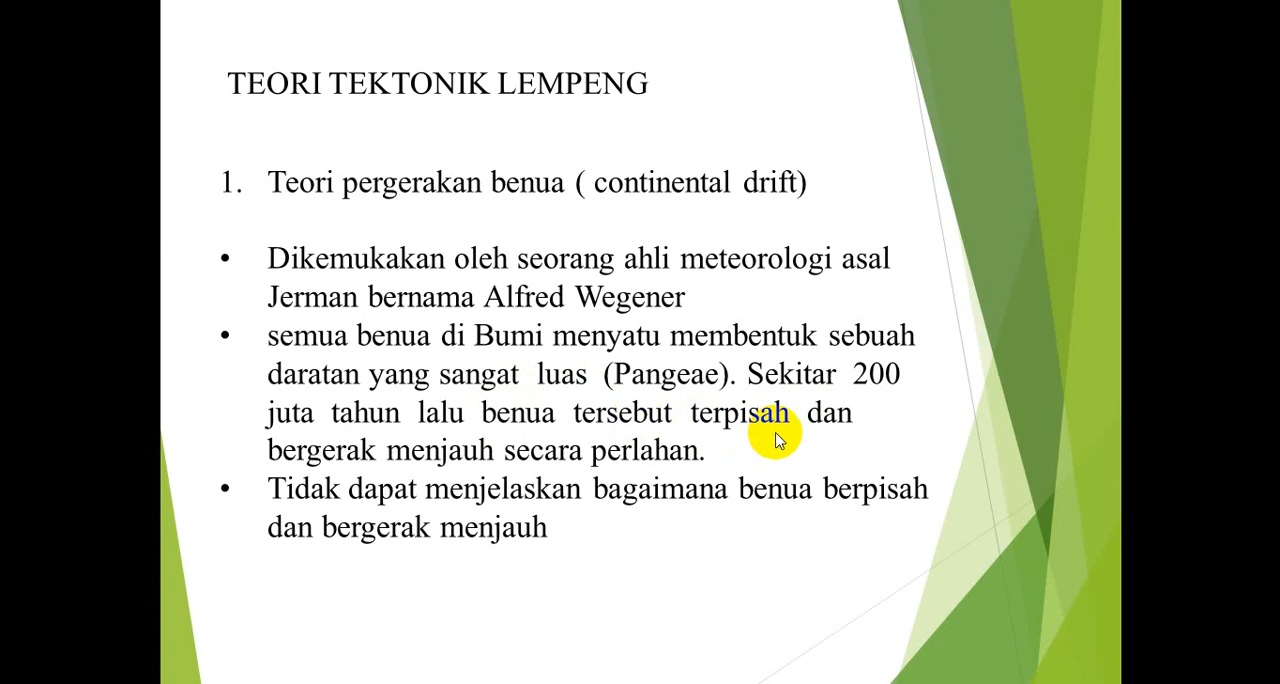 TEORI TEKTONIK LEMPENG
1. Teori pergerakan benua ( continental drift)
• Dikemukakan oleh seorang ahli meteorologi asal
Jerman bernama Alfred Wegener
• semua benua di Bumi menyatu membentuk sebuah
daratan yang sangat luas (Pangeae). Sekitar 200
juta tahun lalu benua tersebut terpisah dan
bergerak menjauh secara perlahan.
• Tidak dapat menjelaskan bagaimana benua berpisah
dan bergerak menjauh